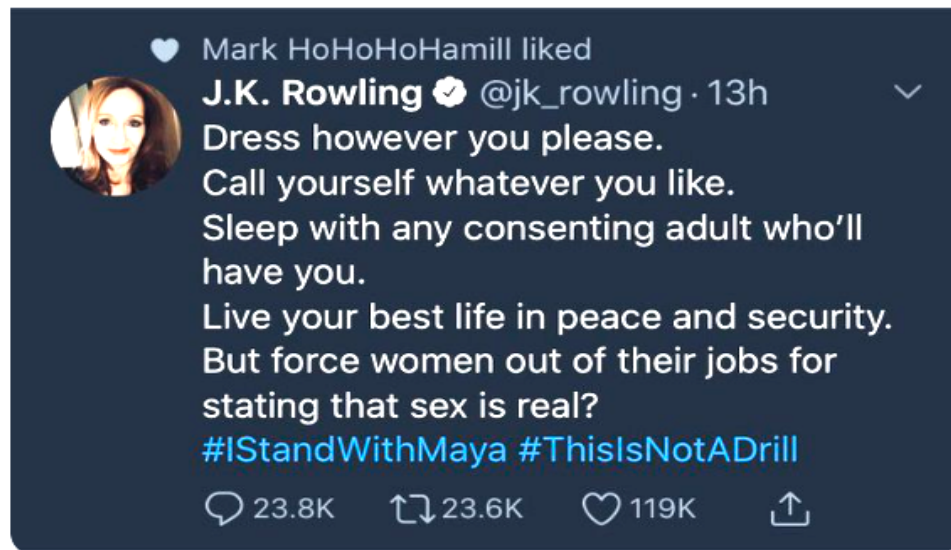 Mark HoHoHoHamill liked
J.K. Rowling @jk_rowling · 13h
Dress however you please.
Call yourself whatever you like.
Sleep with any consenting adult who’ll
have you.
Live your best life in peace and security.
But force women out of their jobs for
stating that sex is real?
#IStandWithMaya #ThisIsNotADrill
23.8K 23.6K 119K